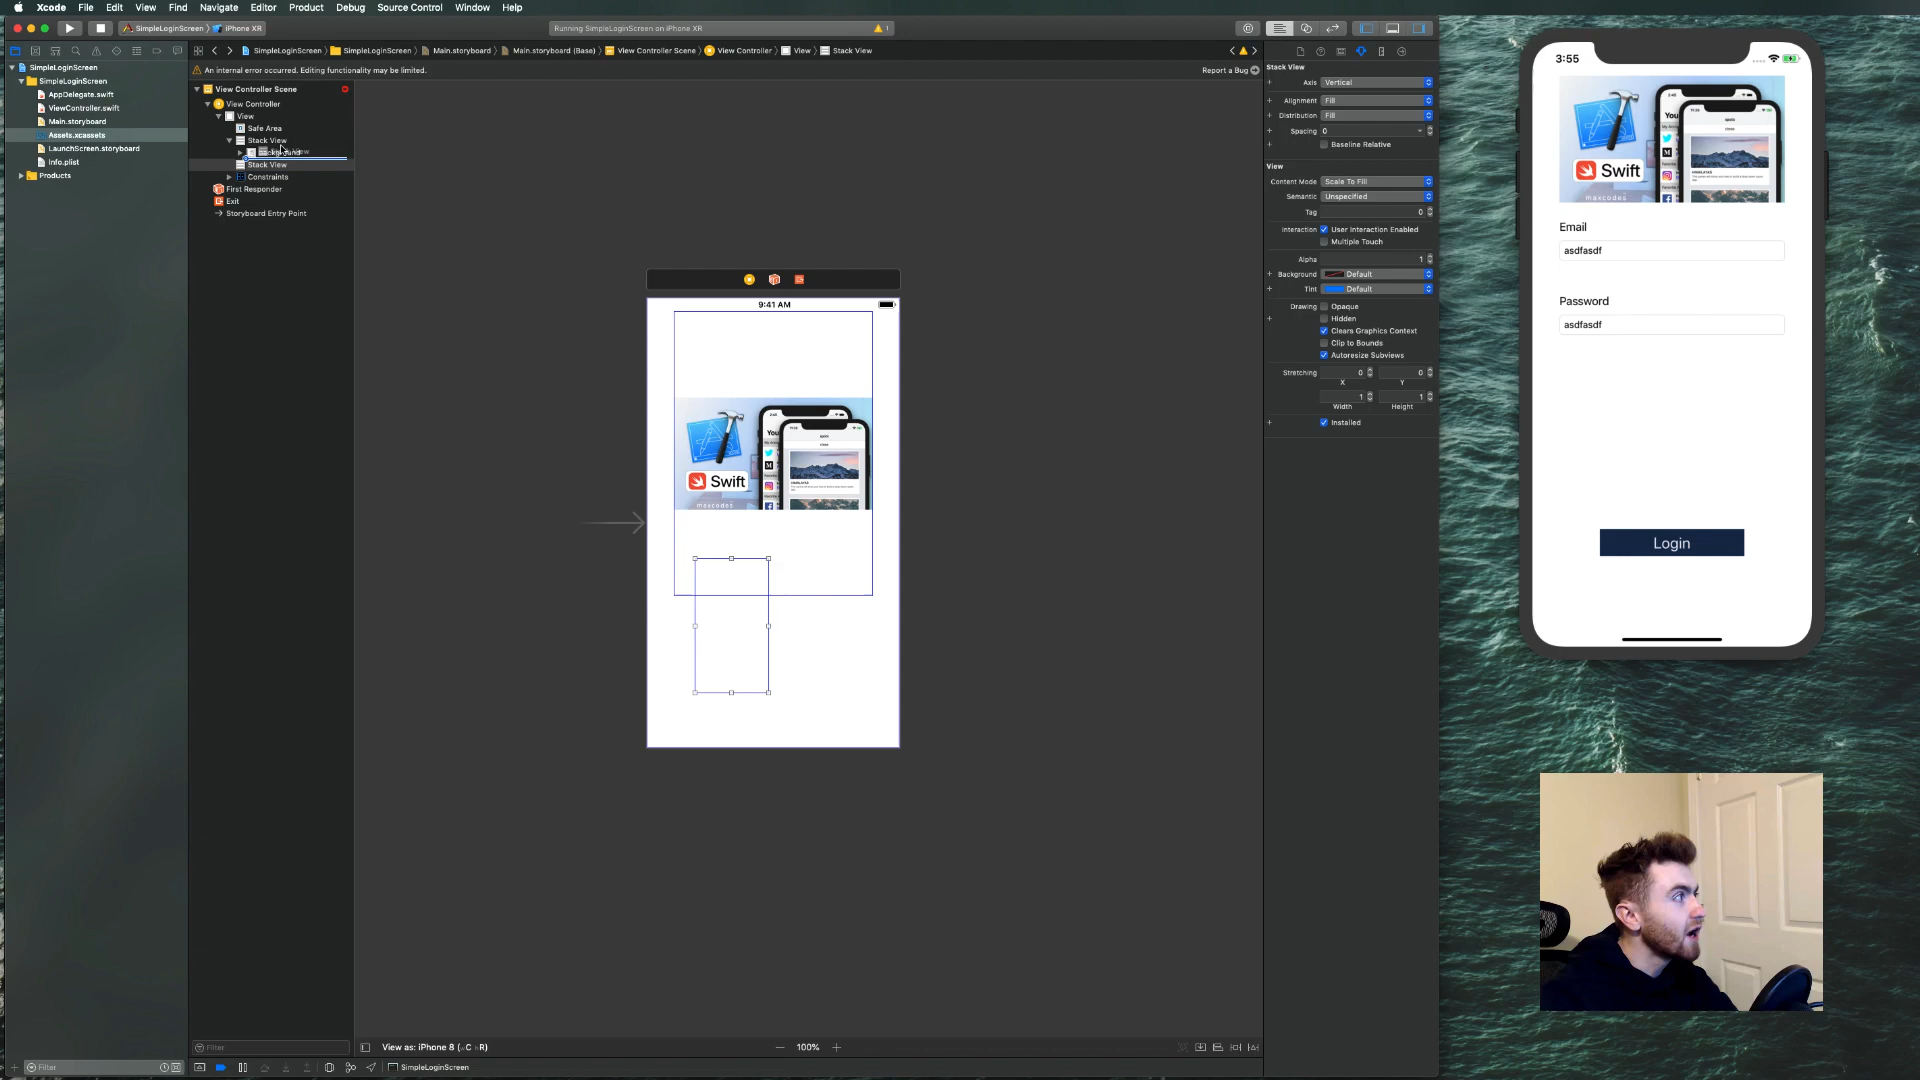 Xcode File Edit View Find Navigate Editor Product Debug Source Control Window Help
SimpleLoginScreen iPhone XR
Running SimpleLoginScreen on iPhone XR
1
SimpleLoginScreen SimpleLoginScreen Main.storyboard Main.storyboard (Base) View Controller Scene View Controller View Stack View
An internal error occurred. Editing functionality may be limited.
Report a Bug
SimpleLoginScreen
SimpleLoginScreen
AppDelegate.swift
ViewController.swift
Main.storyboard
Assets.xcassets
LaunchScreen.storyboard
Info.plist
Products
View Controller Scene
View Controller
View
Safe Area
Stack View
Background
Stack View
Constraints
First Responder
Exit
Storyboard Entry Point
9:41 AM
Swift
maxcodes
Stack View
Axis Vertical
Alignment Fill
Distribution Fill
Spacing 0
Baseline Relative
View
Content Mode Scale To Fill
Semantic Unspecified
Tag 0
Interaction User Interaction Enabled
Multiple Touch
Alpha 1
Background Default
Tint Default
Drawing Opaque
Hidden
Clears Graphics Context
Clip to Bounds
Autoresize Subviews
Stretching 0 0
X Y
1 1
Width Height
Installed
3:55
Swift
maxcodes
Email
asdfasdf
Password
asdfasdf
Login
Filter
View as: iPhone 8 (wC hR)
100%
Filter
SimpleLoginScreen